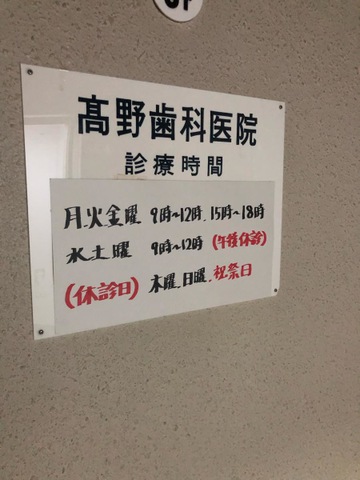 髙野歯科医院
診療時間
月火金曜 9時～12時、15時～18時
水土曜 9時～12時 (午後休診)
(休診日) 木曜、日曜、祝祭日